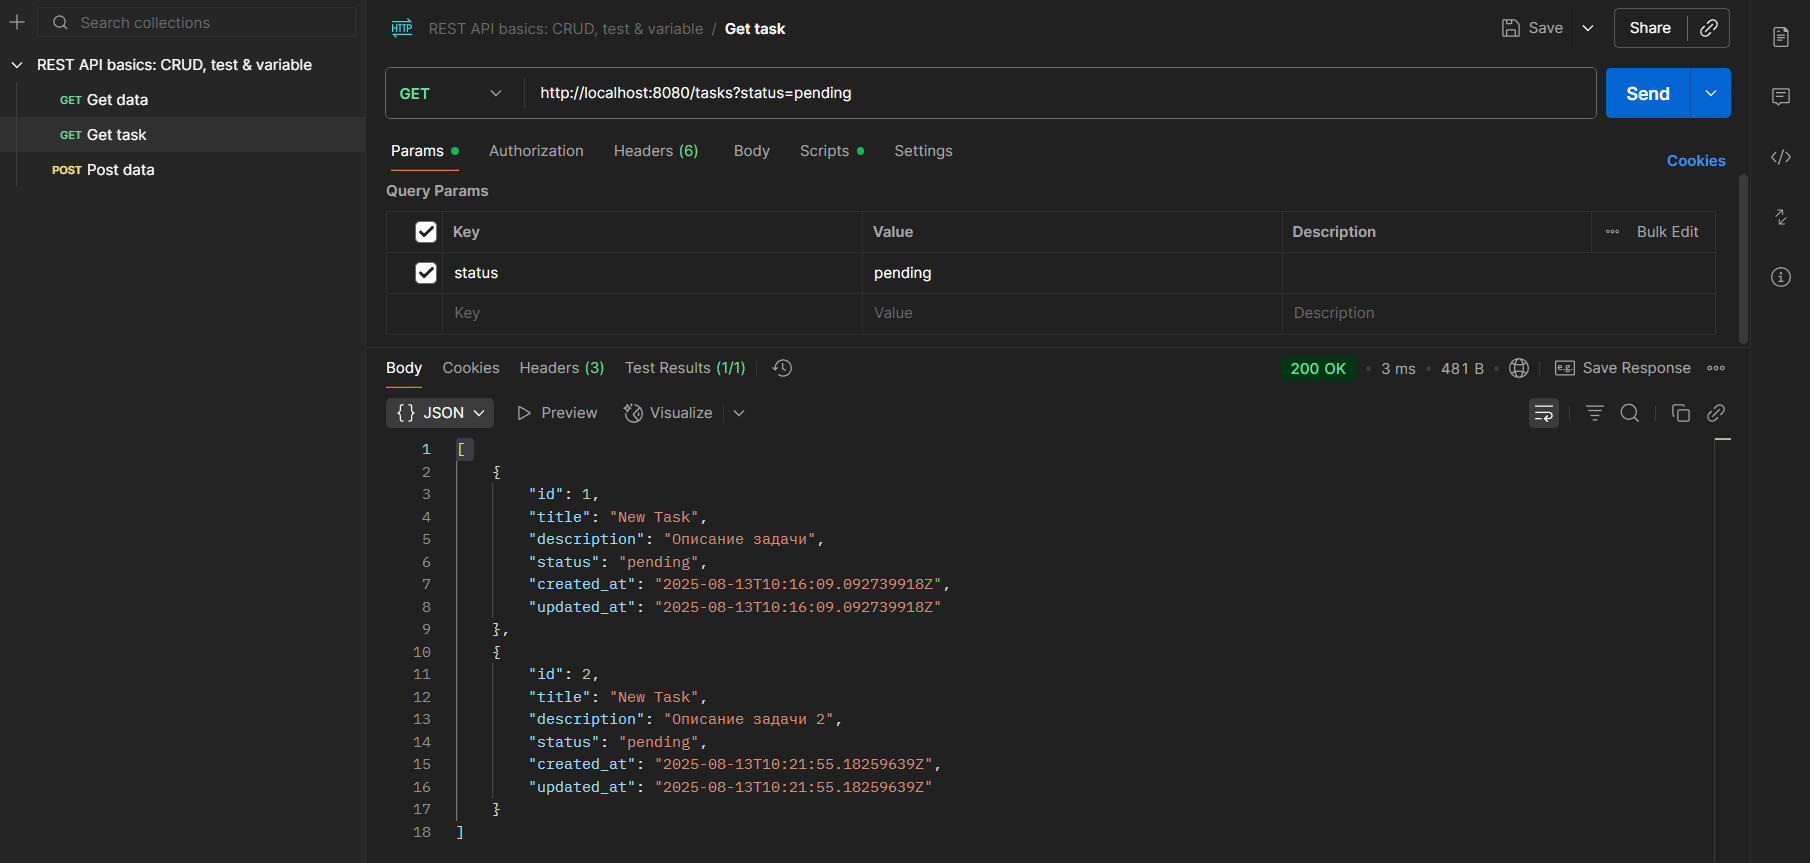 Search collections
REST API basics: CRUD, test & variable
GET Get data
GET Get task
POST Post data
HTTP REST API basics: CRUD, test & variable / Get task
Save
Share
GET http://localhost:8080/tasks?status=pending
Send
Params Authorization Headers (6) Body Scripts Settings
Cookies
Query Params
Key Value Description Bulk Edit
status pending
Key Value Description
Body Cookies Headers (3) Test Results (1/1)
200 OK • 3 ms • 481 B e.g. Save Response
{} JSON Preview Visualize
1 [
2 {
3 "id": 1,
4 "title": "New Task",
5 "description": "Описание задачи",
6 "status": "pending",
7 "created_at": "2025-08-13T10:16:09.092739918Z",
8 "updated_at": "2025-08-13T10:16:09.092739918Z"
9 },
10 {
11 "id": 2,
12 "title": "New Task",
13 "description": "Описание задачи 2",
14 "status": "pending",
15 "created_at": "2025-08-13T10:21:55.18259639Z",
16 "updated_at": "2025-08-13T10:21:55.18259639Z"
17 }
18 ]